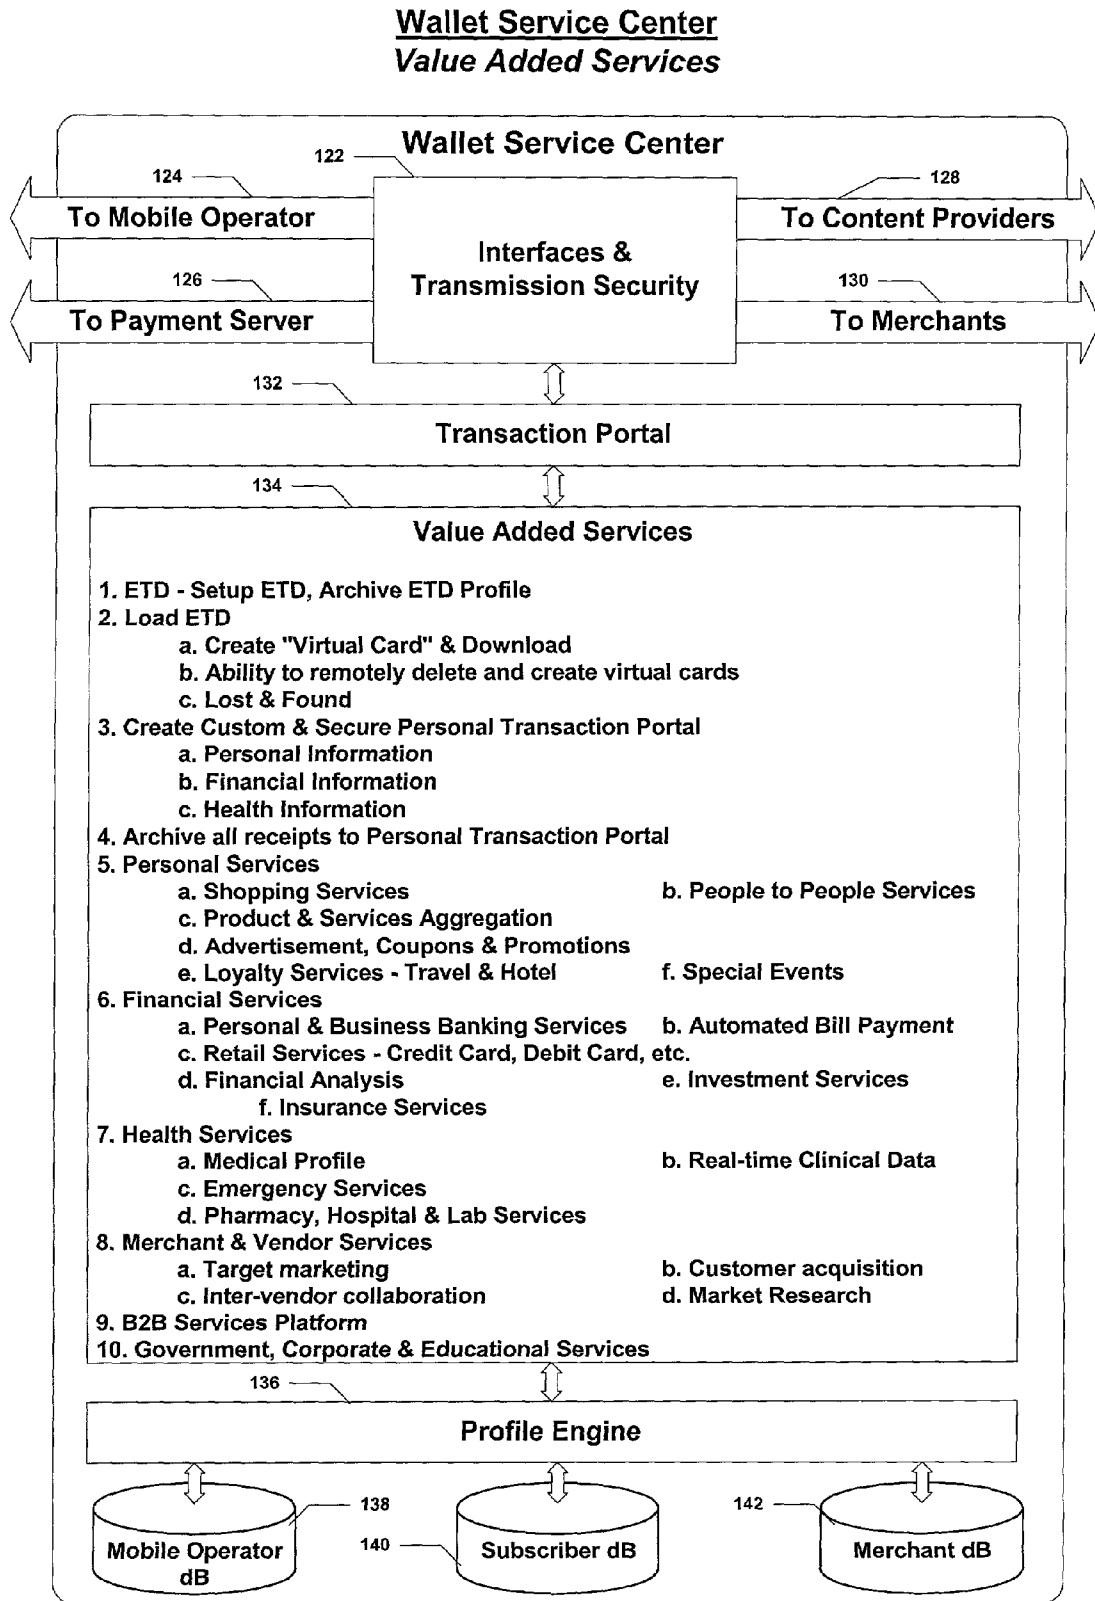 Wallet Service Center
Value Added Services
Wallet Service Center
122
124
128
To Mobile Operator
To Content Providers
Interfaces &
Transmission Security
126
130
To Payment Server
To Merchants
132
Transaction Portal
134
Value Added Services
1. ETD - Setup ETD, Archive ETD Profile
2. Load ETD
a. Create "Virtual Card" & Download
b. Ability to remotely delete and create virtual cards
c. Lost & Found
3. Create Custom & Secure Personal Transaction Portal
a. Personal Information
b. Financial Information
c. Health Information
4. Archive all receipts to Personal Transaction Portal
5. Personal Services
a. Shopping Services b. People to People Services
c. Product & Services Aggregation
d. Advertisement, Coupons & Promotions
e. Loyalty Services - Travel & Hotel f. Special Events
6. Financial Services
a. Personal & Business Banking Services b. Automated Bill Payment
c. Retail Services - Credit Card, Debit Card, etc.
d. Financial Analysis e. Investment Services
f. Insurance Services
7. Health Services
a. Medical Profile b. Real-time Clinical Data
c. Emergency Services
d. Pharmacy, Hospital & Lab Services
8. Merchant & Vendor Services
a. Target marketing b. Customer acquisition
c. Inter-vendor collaboration d. Market Research
9. B2B Services Platform
10. Government, Corporate & Educational Services
136
Profile Engine
138
142
140
Mobile Operator
dB
Subscriber dB
Merchant dB